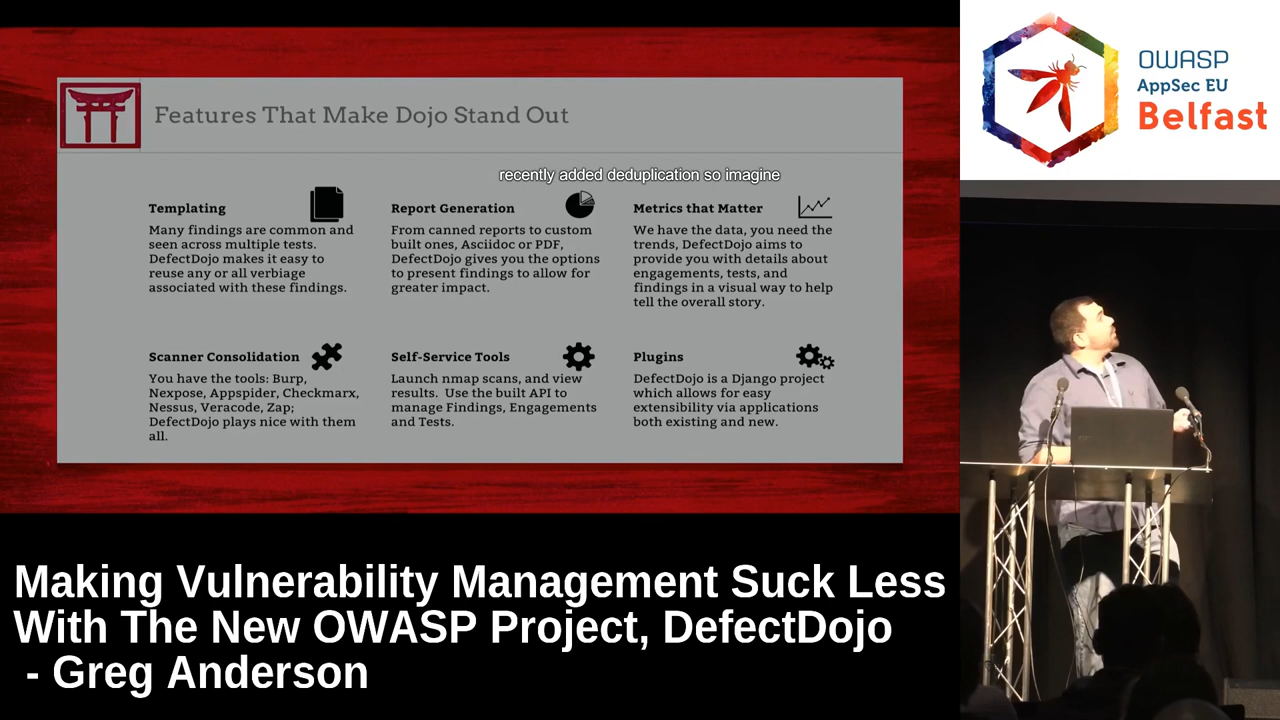 Features That Make Dojo Stand Out
recently added deduplication so imagine
Templating
Many findings are common and
seen across multiple tests.
DefectDojo makes it easy to
reuse any or all verbiage
associated with these findings.
Report Generation
From canned reports to custom
built ones, Asciidoc or PDF,
DefectDojo gives you the options
to present findings to allow for
greater impact.
Metrics that Matter
We have the data, you need the
trends, DefectDojo aims to
provide you with details about
engagements, tests, and
findings in a visual way to help
tell the overall story.
Scanner Consolidation
You have the tools: Burp,
Nexpose, Appspider, Checkmarx,
Nessus, Veracode, Zap;
DefectDojo plays nice with them
all.
Self-Service Tools
Launch nmap scans, and view
results. Use the built API to
manage Findings, Engagements
and Tests.
Plugins
DefectDojo is a Django project
which allows for easy
extensibility via applications
both existing and new.
OWASP
AppSec EU
Belfast
Making Vulnerability Management Suck Less
With The New OWASP Project, DefectDojo
- Greg Anderson